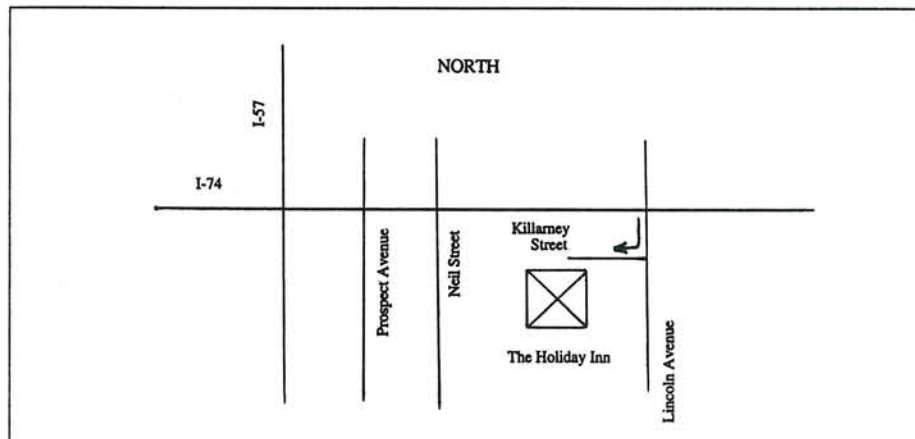 NORTH
I-57
I-74
Killarney
Street
Prospect Avenue
Neil Street
The Holiday Inn
Lincoln Avenue